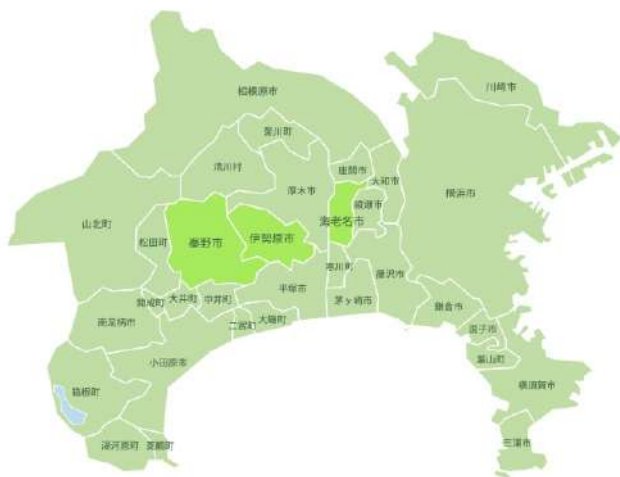 川崎市
相模原市
愛川町
座間市
大和市
清川村
厚木市
横浜市
綾瀬市
海老名市
山北町
松田町
秦野市
伊勢原市
寒川町
藤沢市
平塚市
開成町
大井町
中井町
茅ヶ崎市
鎌倉市
南足柄市
二宮町
大磯町
逗子市
葉山町
小田原市
箱根町
横須賀市
湯河原町
真鶴町
三浦市